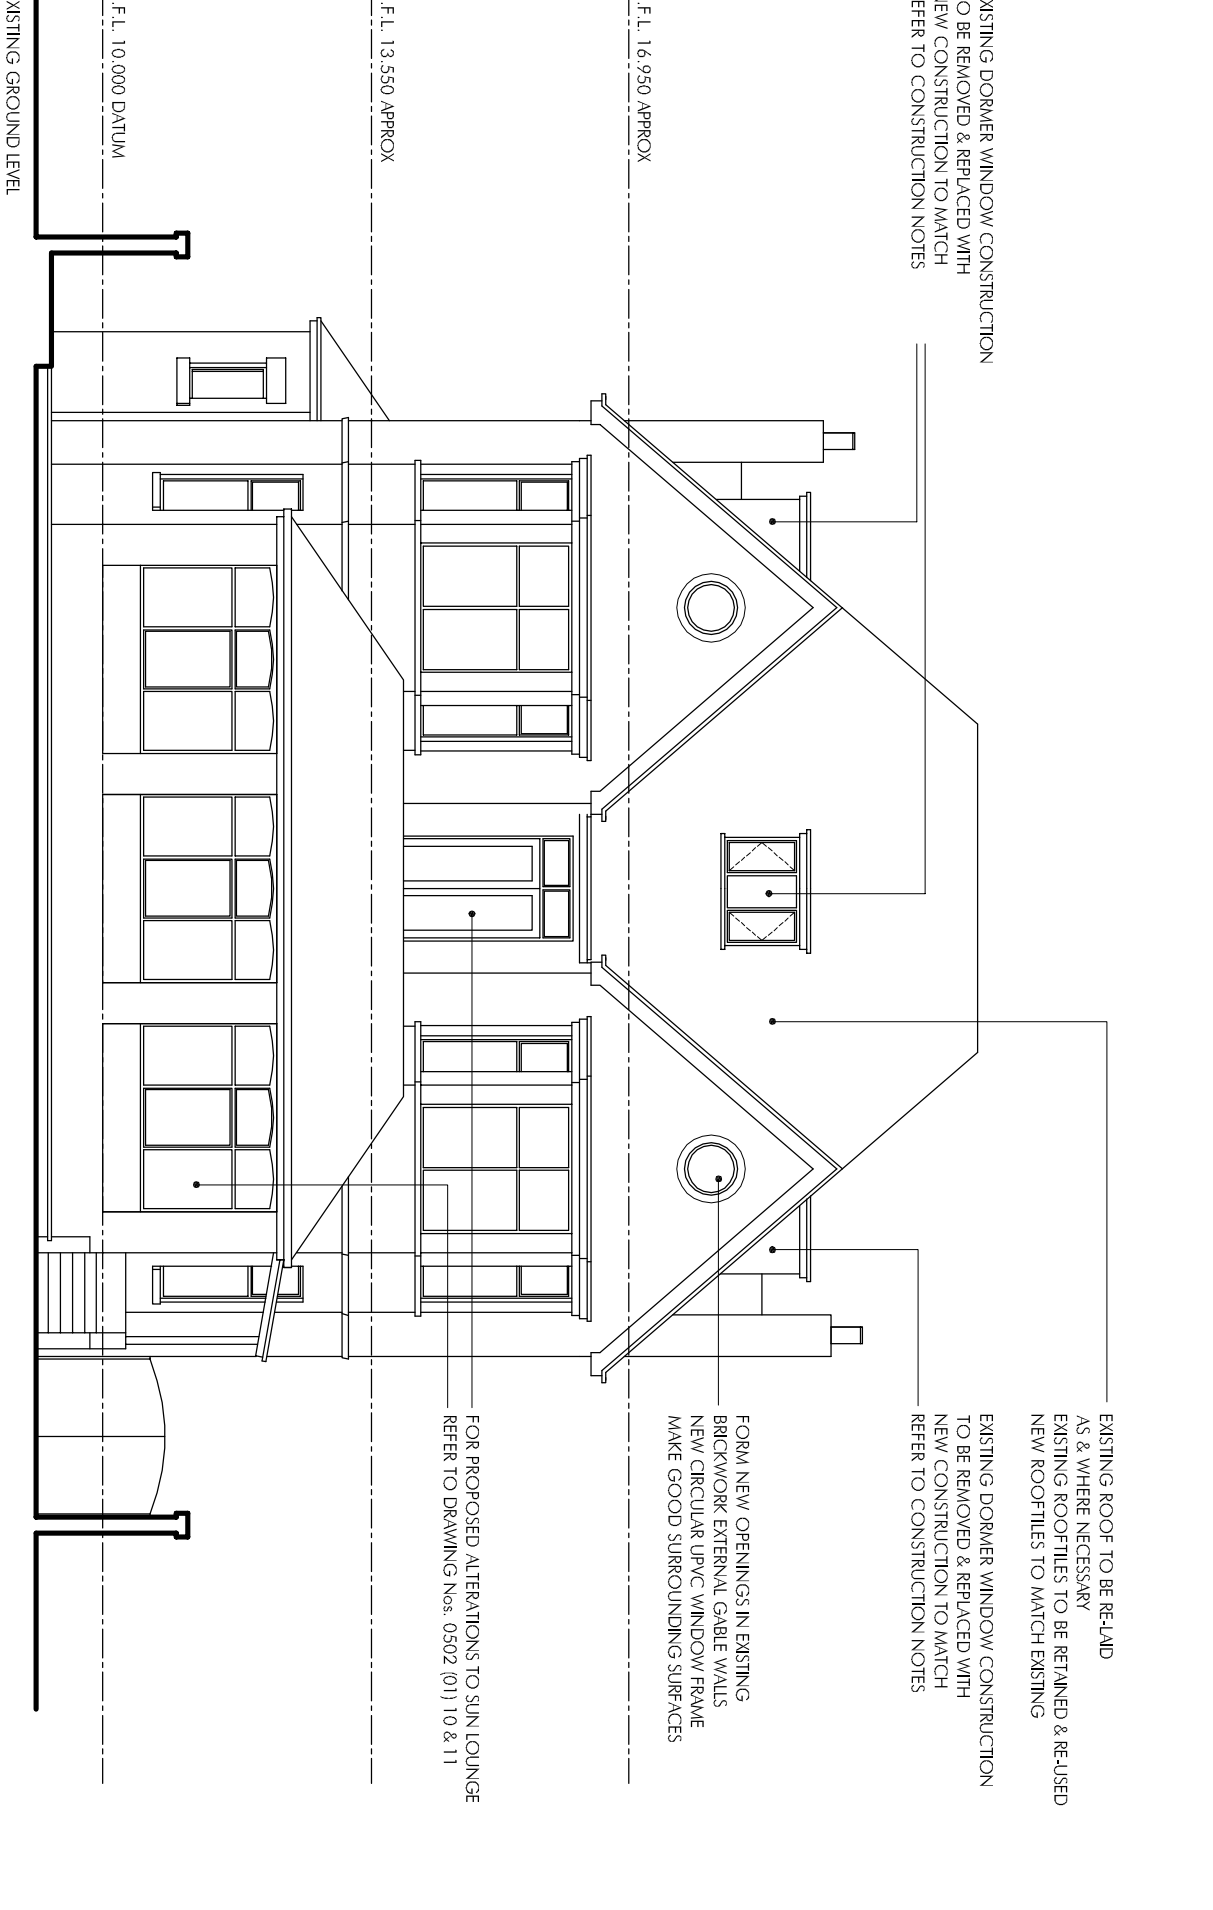 XISTING DORMER WINDOW CONSTRUCTION
O BE REMOVED & REPLACED WITH
EW CONSTRUCTION TO MATCH
EFER TO CONSTRUCTION NOTES
.F.L. 16.950 APPROX
.F.L. 13.550 APPROX
.F.L. 10.000 DATUM
XISTING GROUND LEVEL
EXISTING ROOF TO BE RE-LAID
AS & WHERE NECESSARY
EXISTING ROOFTILES TO BE RETAINED & RE-USED
NEW ROOFTILES TO MATCH EXISTING
EXISTING DORMER WINDOW CONSTRUCTION
TO BE REMOVED & REPLACED WITH
NEW CONSTRUCTION TO MATCH
REFER TO CONSTRUCTION NOTES
FORM NEW OPENINGS IN EXISTING
BRICKWORK EXTERNAL GABLE WALLS
NEW CIRCULAR UPVC WINDOW FRAME
MAKE GOOD SURROUNDING SURFACES
FOR PROPOSED ALTERATIONS TO SUN LOUNGE
REFER TO DRAWING Nos. 0502 (01) 10 & 11